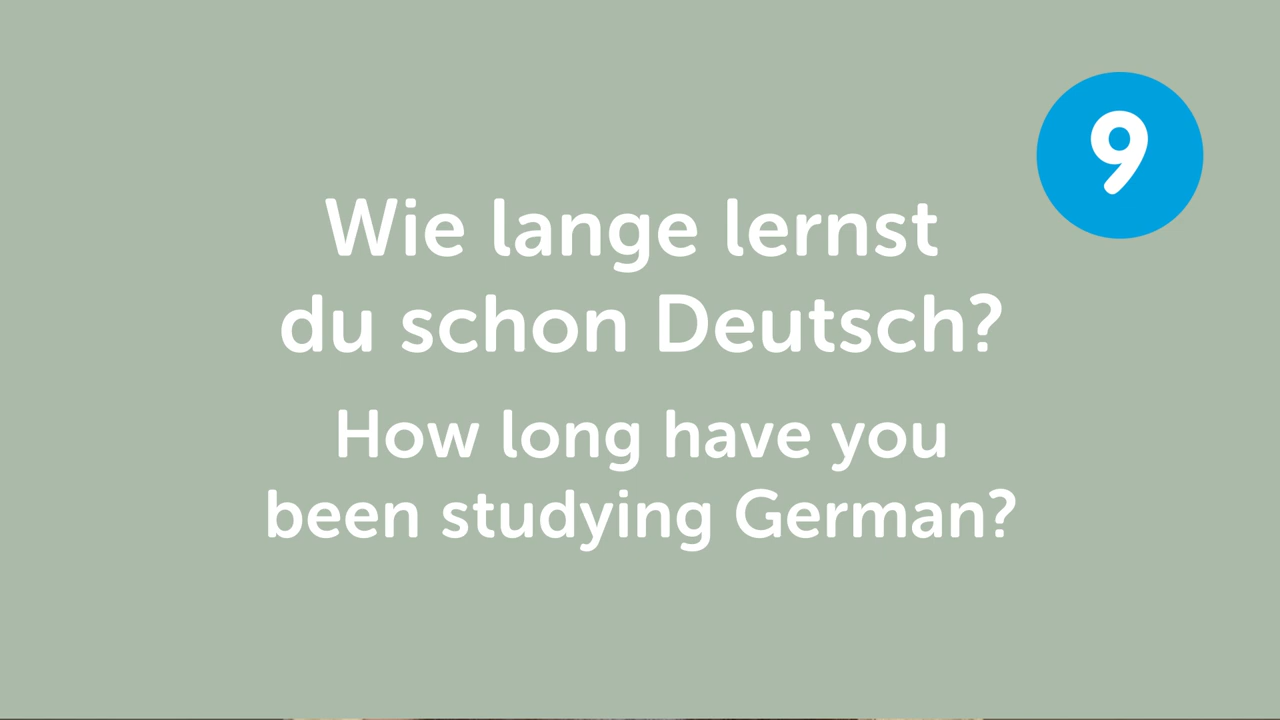 9
Wie lange lernst
du schon Deutsch?
How long have you
been studying German?